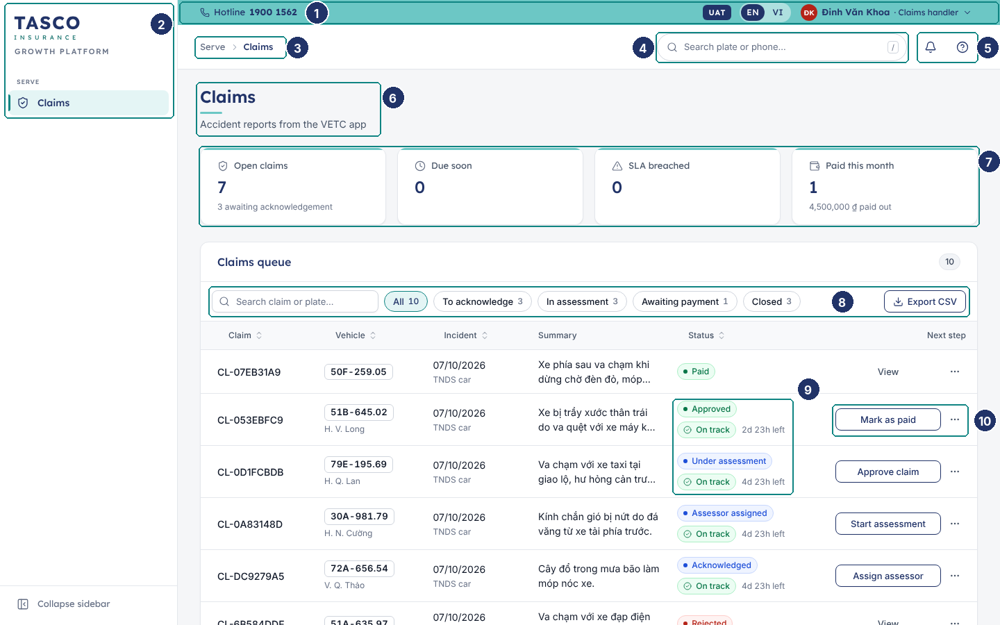 Hotline 1900 1562
1
UAT
EN VI
ĐK Đinh Văn Khoa · Claims handler
TASCO
INSURANCE
GROWTH PLATFORM
2
SERVE
Claims
Collapse sidebar
Serve > Claims
3
4
Search plate or phone...
/
5
Claims
Accident reports from the VETC app
6
Open claims
7
3 awaiting acknowledgement
Due soon
0
SLA breached
0
Paid this month
1
4,500,000 ₫ paid out
7
Claims queue
10
Search claim or plate...
All 10
To acknowledge 3
In assessment 3
Awaiting payment 1
Closed 3
8
Export CSV
Claim Vehicle Incident Summary Status Next step
CL-07EB31A9
50F-259.05
07/10/2026
TNDS car
Xe phía sau va chạm khi
dừng chờ đèn đỏ, móp...
Paid
View
9
CL-053EBFC9
51B-645.02
H. V. Long
07/10/2026
TNDS car
Xe bị trầy xước thân trái
do va quệt với xe máy k...
Approved
On track 2d 23h left
Mark as paid
10
CL-0D1FCBDB
79E-195.69
H. Q. Lan
07/10/2026
TNDS car
Va chạm với xe taxi tại
giao lộ, hư hỏng cản trư...
Under assessment
On track 4d 23h left
Approve claim
CL-0A83148D
30A-981.79
H. N. Cường
07/10/2026
TNDS car
Kính chắn gió bị nứt do đá
văng từ xe tải phía trước.
Assessor assigned
On track 4d 23h left
Start assessment
CL-DC9279A5
72A-656.54
V. Q. Thảo
07/10/2026
TNDS car
Cây đổ trong mưa bão làm
móp nóc xe.
Acknowledged
On track 4d 23h left
Assign assessor
CL-6B584DDF
51A-635.97
07/10/2026
Va chạm với xe đạp điện
Rejected
View